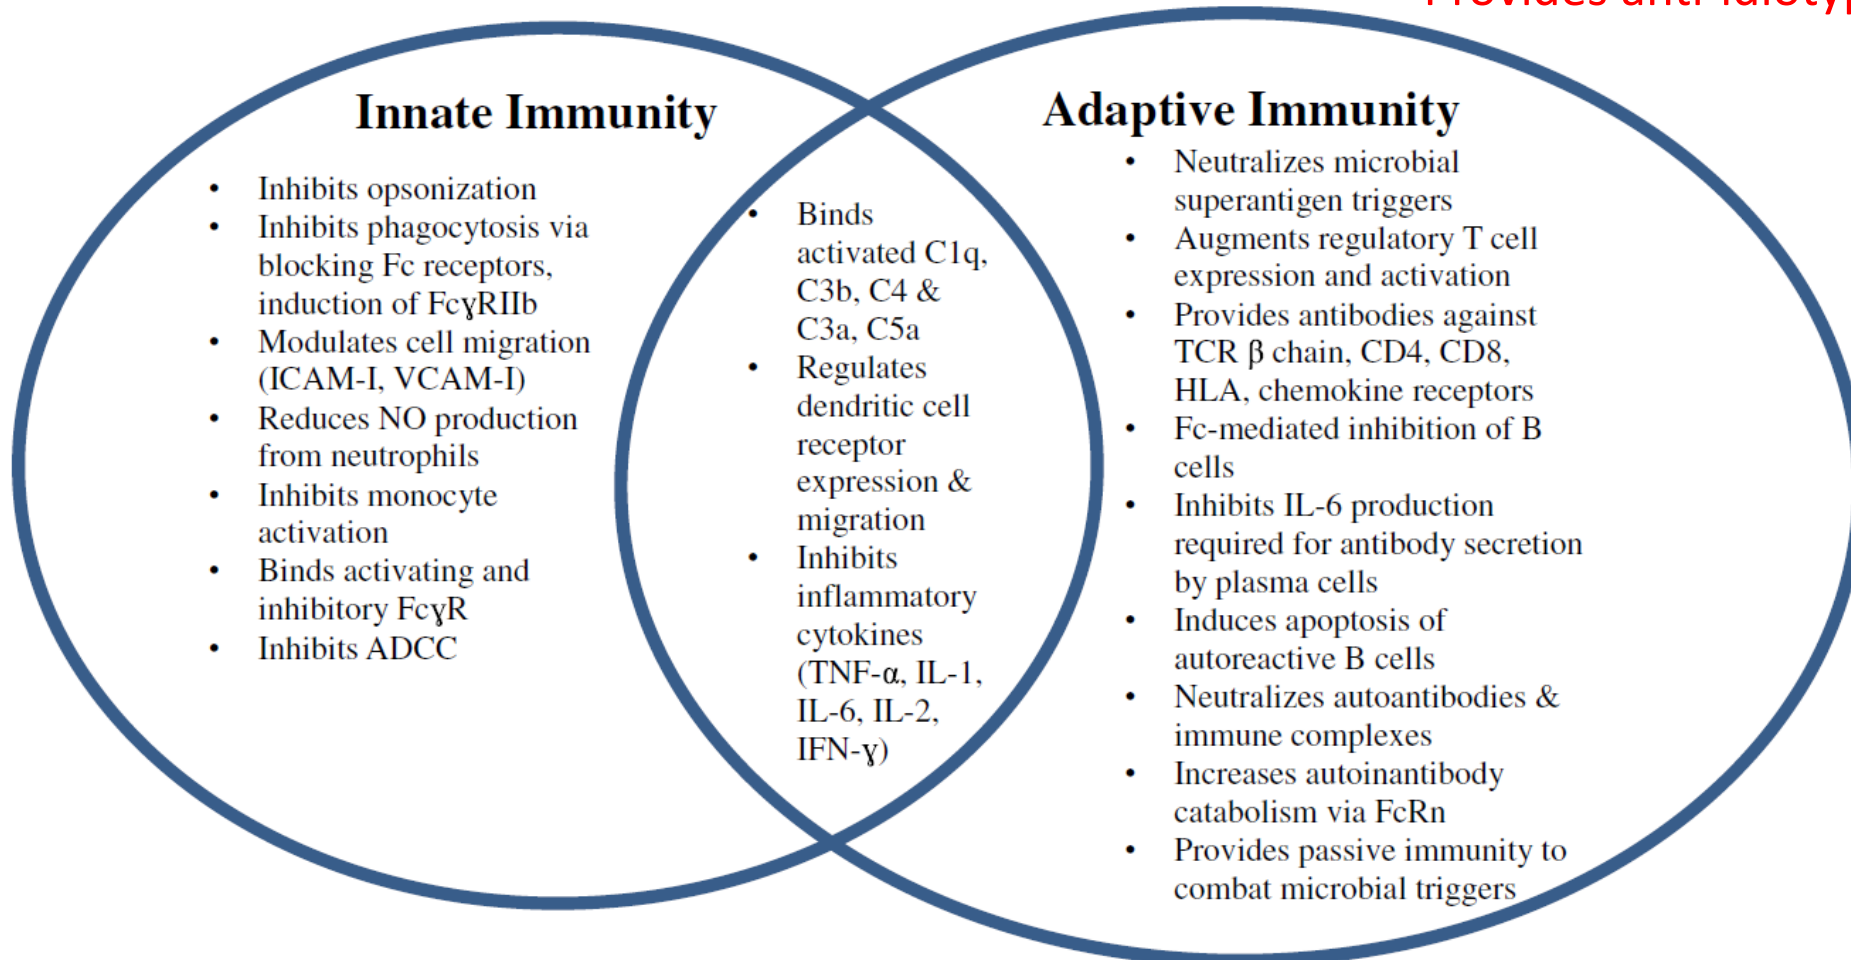 Provides anti-idiotyp
Innate Immunity
• Inhibits opsonization
• Inhibits phagocytosis via
blocking Fc receptors,
induction of FcɣRIIb
• Modulates cell migration
(ICAM-I, VCAM-I)
• Reduces NO production
from neutrophils
• Inhibits monocyte
activation
• Binds activating and
inhibitory FcɣR
• Inhibits ADCC
• Binds
activated C1q,
C3b, C4 &
C3a, C5a
• Regulates
dendritic cell
receptor
expression &
migration
• Inhibits
inflammatory
cytokines
(TNF-α, IL-1,
IL-6, IL-2,
IFN-ɣ)
Adaptive Immunity
• Neutralizes microbial
superantigen triggers
• Augments regulatory T cell
expression and activation
• Provides antibodies against
TCR β chain, CD4, CD8,
HLA, chemokine receptors
• Fc-mediated inhibition of B
cells
• Inhibits IL-6 production
required for antibody secretion
by plasma cells
• Induces apoptosis of
autoreactive B cells
• Neutralizes autoantibodies &
immune complexes
• Increases autoinantibody
catabolism via FcRn
• Provides passive immunity to
combat microbial triggers